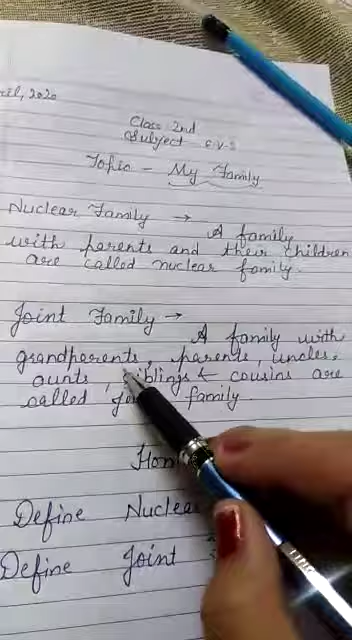 2020
Class 2nd
Subject E.V.S
Topic - My Family
Nuclear Family → A family
with parents and their children
are called nuclear family.
Joint Family →
A family with
grandparents, parents, uncles,
aunts, siblings & cousins are
called family.
Define Nuclear
Define Joint